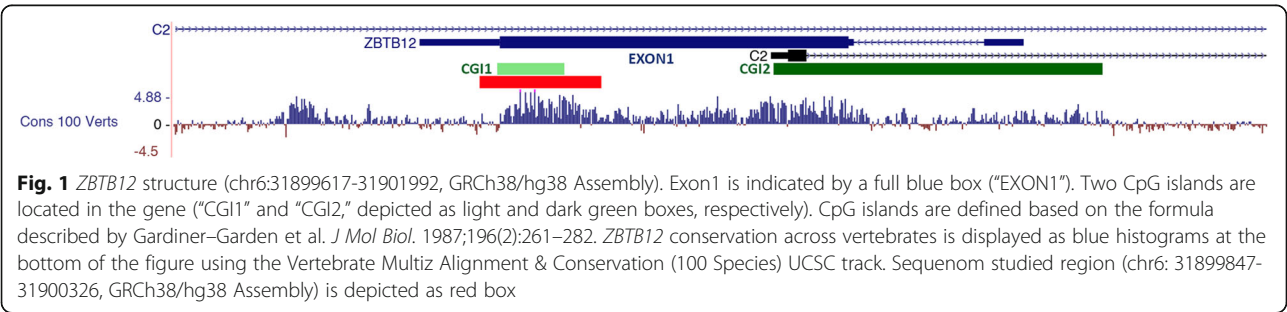 C2
ZBTB12
EXON1
C2
CGI1
CGI2
4.88 -
Cons 100 Verts
0 -
-4.5
Fig. 1 ZBTB12 structure (chr6:31899617-31901992, GRCh38/hg38 Assembly). Exon1 is indicated by a full blue box ("EXON1"). Two CpG islands are
located in the gene ("CGI1" and "CGI2," depicted as light and dark green boxes, respectively). CpG islands are defined based on the formula
described by Gardiner–Garden et al. J Mol Biol. 1987;196(2):261–282. ZBTB12 conservation across vertebrates is displayed as blue histograms at the
bottom of the figure using the Vertebrate Multiz Alignment & Conservation (100 Species) UCSC track. Sequenom studied region (chr6: 31899847-
31900326, GRCh38/hg38 Assembly) is depicted as red box